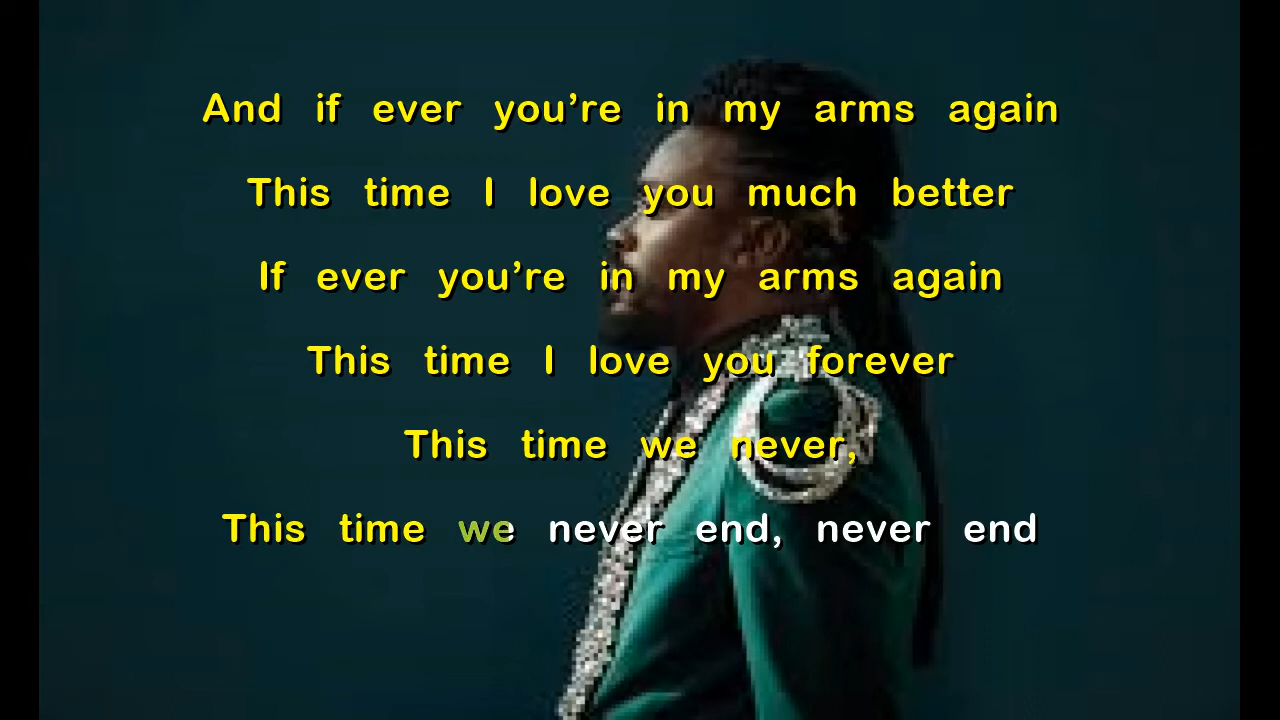 And if ever you’re in my arms again
This time I love you much better
If ever you’re in my arms again
This time I love you forever
This time we never,
This time we never end, never end